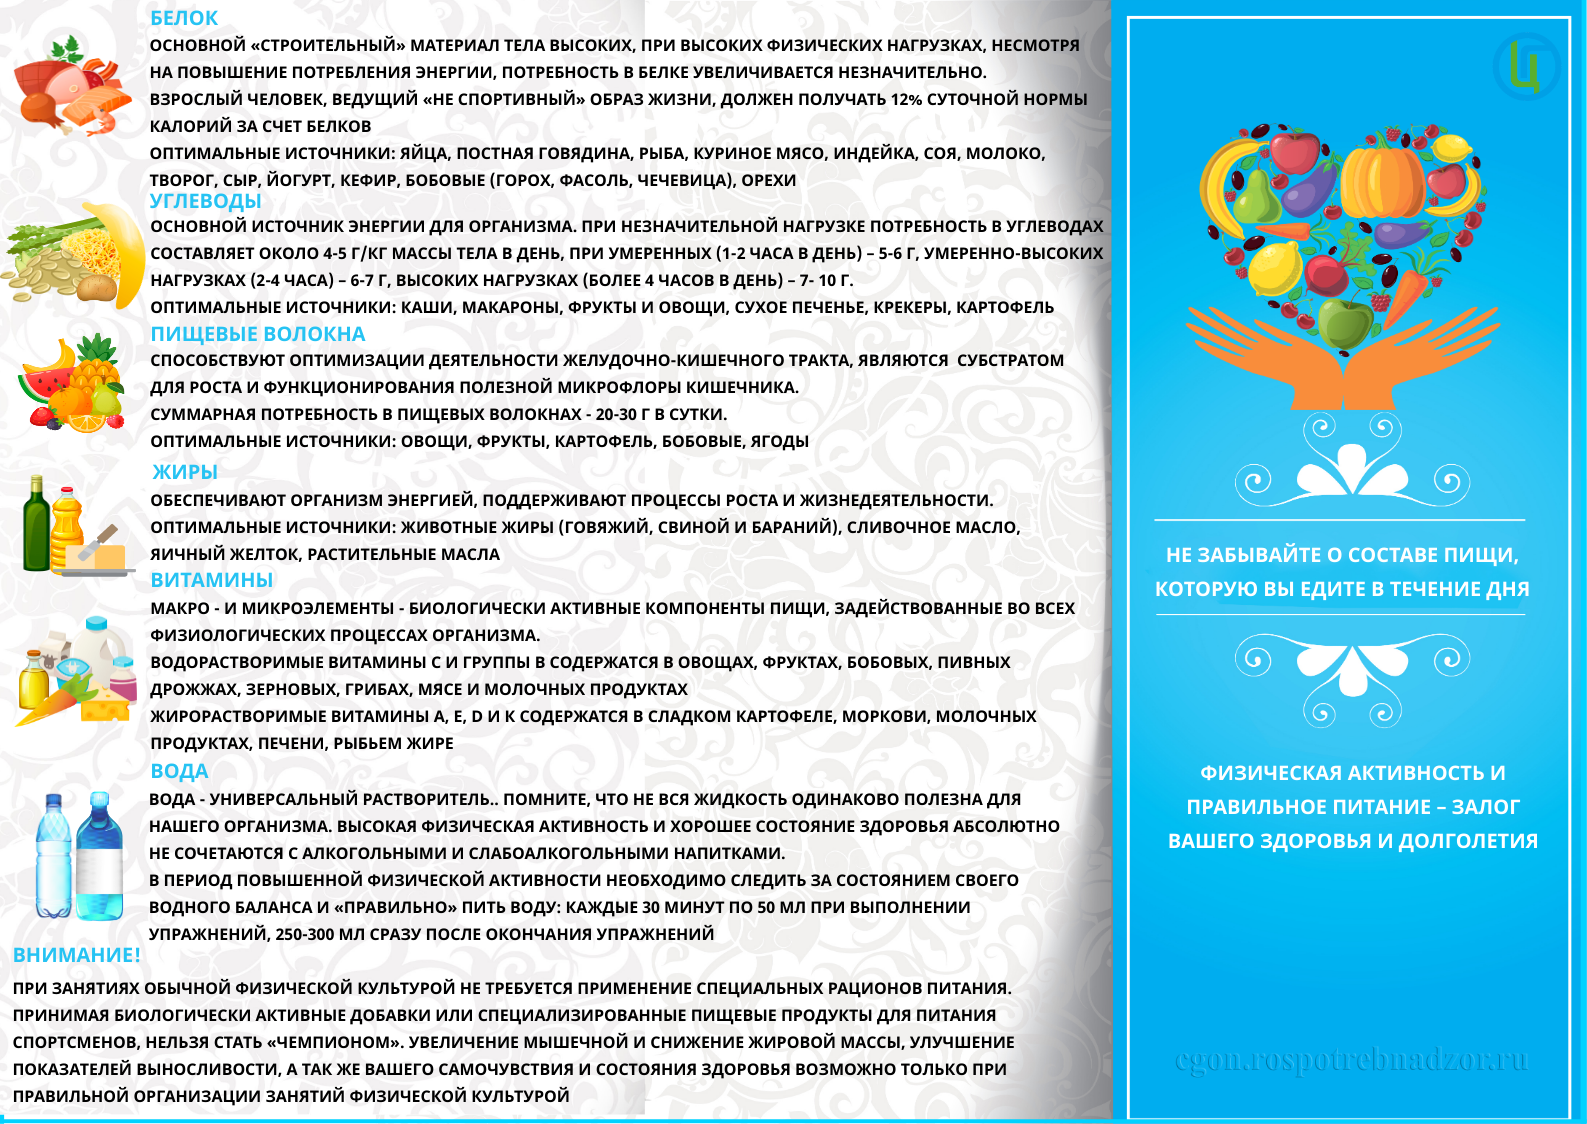 БЕЛОК
ОСНОВНОЙ «СТРОИТЕЛЬНЫЙ» МАТЕРИАЛ ТЕЛА ВЫСОКИХ, ПРИ ВЫСОКИХ ФИЗИЧЕСКИХ НАГРУЗКАХ, НЕСМОТРЯ
НА ПОВЫШЕНИЕ ПОТРЕБЛЕНИЯ ЭНЕРГИИ, ПОТРЕБНОСТЬ В БЕЛКЕ УВЕЛИЧИВАЕТСЯ НЕЗНАЧИТЕЛЬНО.
ВЗРОСЛЫЙ ЧЕЛОВЕК, ВЕДУЩИЙ «НЕ СПОРТИВНЫЙ» ОБРАЗ ЖИЗНИ, ДОЛЖЕН ПОЛУЧАТЬ 12% СУТОЧНОЙ НОРМЫ
КАЛОРИЙ ЗА СЧЕТ БЕЛКОВ
ОПТИМАЛЬНЫЕ ИСТОЧНИКИ: ЯЙЦА, ПОСТНАЯ ГОВЯДИНА, РЫБА, КУРИНОЕ МЯСО, ИНДЕЙКА, СОЯ, МОЛОКО,
ТВОРОГ, СЫР, ЙОГУРТ, КЕФИР, БОБОВЫЕ (ГОРОХ, ФАСОЛЬ, ЧЕЧЕВИЦА), ОРЕХИ
УГЛЕВОДЫ
ОСНОВНОЙ ИСТОЧНИК ЭНЕРГИИ ДЛЯ ОРГАНИЗМА. ПРИ НЕЗНАЧИТЕЛЬНОЙ НАГРУЗКЕ ПОТРЕБНОСТЬ В УГЛЕВОДАХ
СОСТАВЛЯЕТ ОКОЛО 4-5 Г/КГ МАССЫ ТЕЛА В ДЕНЬ, ПРИ УМЕРЕННЫХ (1-2 ЧАСА В ДЕНЬ) – 5-6 Г, УМЕРЕННО-ВЫСОКИХ
НАГРУЗКАХ (2-4 ЧАСА) – 6-7 Г, ВЫСОКИХ НАГРУЗКАХ (БОЛЕЕ 4 ЧАСОВ В ДЕНЬ) – 7- 10 Г.
ОПТИМАЛЬНЫЕ ИСТОЧНИКИ: КАШИ, МАКАРОНЫ, ФРУКТЫ И ОВОЩИ, СУХОЕ ПЕЧЕНЬЕ, КРЕКЕРЫ, КАРТОФЕЛЬ
ПИЩЕВЫЕ ВОЛОКНА
СПОСОБСТВУЮТ ОПТИМИЗАЦИИ ДЕЯТЕЛЬНОСТИ ЖЕЛУДОЧНО-КИШЕЧНОГО ТРАКТА, ЯВЛЯЮТСЯ СУБСТРАТОМ
ДЛЯ РОСТА И ФУНКЦИОНИРОВАНИЯ ПОЛЕЗНОЙ МИКРОФЛОРЫ КИШЕЧНИКА.
СУММАРНАЯ ПОТРЕБНОСТЬ В ПИЩЕВЫХ ВОЛОКНАХ - 20-30 Г В СУТКИ.
ОПТИМАЛЬНЫЕ ИСТОЧНИКИ: ОВОЩИ, ФРУКТЫ, КАРТОФЕЛЬ, БОБОВЫЕ, ЯГОДЫ
ЖИРЫ
ОБЕСПЕЧИВАЮТ ОРГАНИЗМ ЭНЕРГИЕЙ, ПОДДЕРЖИВАЮТ ПРОЦЕССЫ РОСТА И ЖИЗНЕДЕЯТЕЛЬНОСТИ.
ОПТИМАЛЬНЫЕ ИСТОЧНИКИ: ЖИВОТНЫЕ ЖИРЫ (ГОВЯЖИЙ, СВИНОЙ И БАРАНИЙ), СЛИВОЧНОЕ МАСЛО,
ЯИЧНЫЙ ЖЕЛТОК, РАСТИТЕЛЬНЫЕ МАСЛА
ВИТАМИНЫ
МАКРО - И МИКРОЭЛЕМЕНТЫ - БИОЛОГИЧЕСКИ АКТИВНЫЕ КОМПОНЕНТЫ ПИЩИ, ЗАДЕЙСТВОВАННЫЕ ВО ВСЕХ
ФИЗИОЛОГИЧЕСКИХ ПРОЦЕССАХ ОРГАНИЗМА.
ВОДОРАСТВОРИМЫЕ ВИТАМИНЫ С И ГРУППЫ В СОДЕРЖАТСЯ В ОВОЩАХ, ФРУКТАХ, БОБОВЫХ, ПИВНЫХ
ДРОЖЖАХ, ЗЕРНОВЫХ, ГРИБАХ, МЯСЕ И МОЛОЧНЫХ ПРОДУКТАХ
ЖИРОРАСТВОРИМЫЕ ВИТАМИНЫ А, Е, D И К СОДЕРЖАТСЯ В СЛАДКОМ КАРТОФЕЛЕ, МОРКОВИ, МОЛОЧНЫХ
ПРОДУКТАХ, ПЕЧЕНИ, РЫБЬЕМ ЖИРЕ
ВОДА
ВОДА - УНИВЕРСАЛЬНЫЙ РАСТВОРИТЕЛЬ.. ПОМНИТЕ, ЧТО НЕ ВСЯ ЖИДКОСТЬ ОДИНАКОВО ПОЛЕЗНА ДЛЯ
НАШЕГО ОРГАНИЗМА. ВЫСОКАЯ ФИЗИЧЕСКАЯ АКТИВНОСТЬ И ХОРОШЕЕ СОСТОЯНИЕ ЗДОРОВЬЯ АБСОЛЮТНО
НЕ СОЧЕТАЮТСЯ С АЛКОГОЛЬНЫМИ И СЛАБОАЛКОГОЛЬНЫМИ НАПИТКАМИ.
В ПЕРИОД ПОВЫШЕННОЙ ФИЗИЧЕСКОЙ АКТИВНОСТИ НЕОБХОДИМО СЛЕДИТЬ ЗА СОСТОЯНИЕМ СВОЕГО
ВОДНОГО БАЛАНСА И «ПРАВИЛЬНО» ПИТЬ ВОДУ: КАЖДЫЕ 30 МИНУТ ПО 50 МЛ ПРИ ВЫПОЛНЕНИИ
УПРАЖНЕНИЙ, 250-300 МЛ СРАЗУ ПОСЛЕ ОКОНЧАНИЯ УПРАЖНЕНИЙ
ВНИМАНИЕ!
ПРИ ЗАНЯТИЯХ ОБЫЧНОЙ ФИЗИЧЕСКОЙ КУЛЬТУРОЙ НЕ ТРЕБУЕТСЯ ПРИМЕНЕНИЕ СПЕЦИАЛЬНЫХ РАЦИОНОВ ПИТАНИЯ.
ПРИНИМАЯ БИОЛОГИЧЕСКИ АКТИВНЫЕ ДОБАВКИ ИЛИ СПЕЦИАЛИЗИРОВАННЫЕ ПИЩЕВЫЕ ПРОДУКТЫ ДЛЯ ПИТАНИЯ
СПОРТСМЕНОВ, НЕЛЬЗЯ СТАТЬ «ЧЕМПИОНОМ». УВЕЛИЧЕНИЕ МЫШЕЧНОЙ И СНИЖЕНИЕ ЖИРОВОЙ МАССЫ, УЛУЧШЕНИЕ
ПОКАЗАТЕЛЕЙ ВЫНОСЛИВОСТИ, А ТАК ЖЕ ВАШЕГО САМОЧУВСТВИЯ И СОСТОЯНИЯ ЗДОРОВЬЯ ВОЗМОЖНО ТОЛЬКО ПРИ
ПРАВИЛЬНОЙ ОРГАНИЗАЦИИ ЗАНЯТИЙ ФИЗИЧЕСКОЙ КУЛЬТУРОЙ
НЕ ЗАБЫВАЙТЕ О СОСТАВЕ ПИЩИ,
КОТОРУЮ ВЫ ЕДИТЕ В ТЕЧЕНИЕ ДНЯ
ФИЗИЧЕСКАЯ АКТИВНОСТЬ И
ПРАВИЛЬНОЕ ПИТАНИЕ – ЗАЛОГ
ВАШЕГО ЗДОРОВЬЯ И ДОЛГОЛЕТИЯ
cgon.rospotrebnadzor.ru